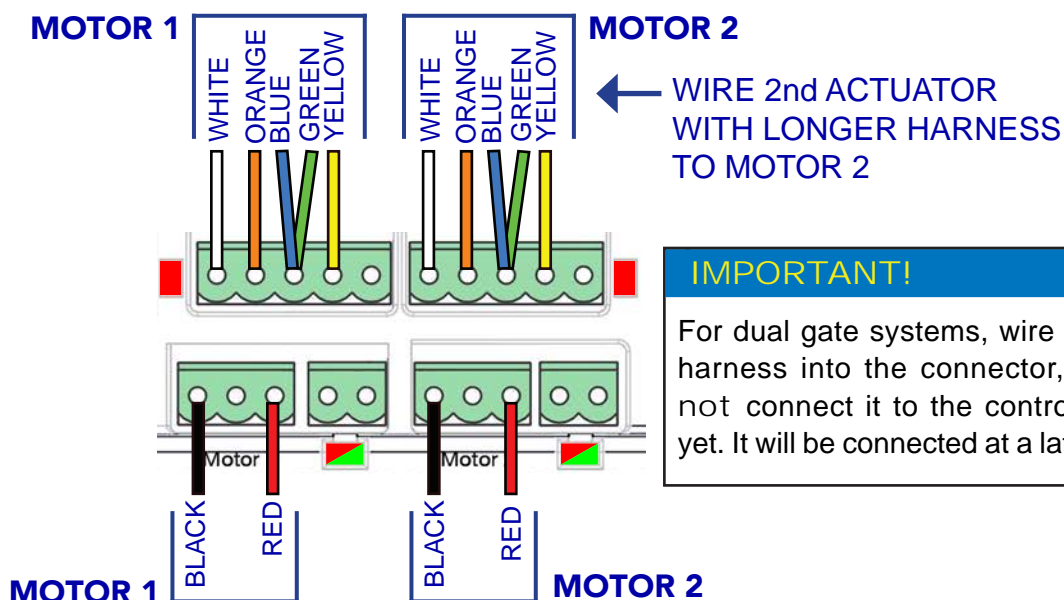 MOTOR 1
MOTOR 2
WHITE
ORANGE
BLUE
GREEN
YELLOW
WHITE
ORANGE
BLUE
GREEN
YELLOW
WIRE 2nd ACTUATOR
WITH LONGER HARNESS
TO MOTOR 2
IMPORTANT!
For dual gate systems, wire
harness into the connector,
not connect it to the
yet. It will be connected at a
Motor
Motor
BLACK
RED
BLACK
RED
MOTOR 1
MOTOR 2